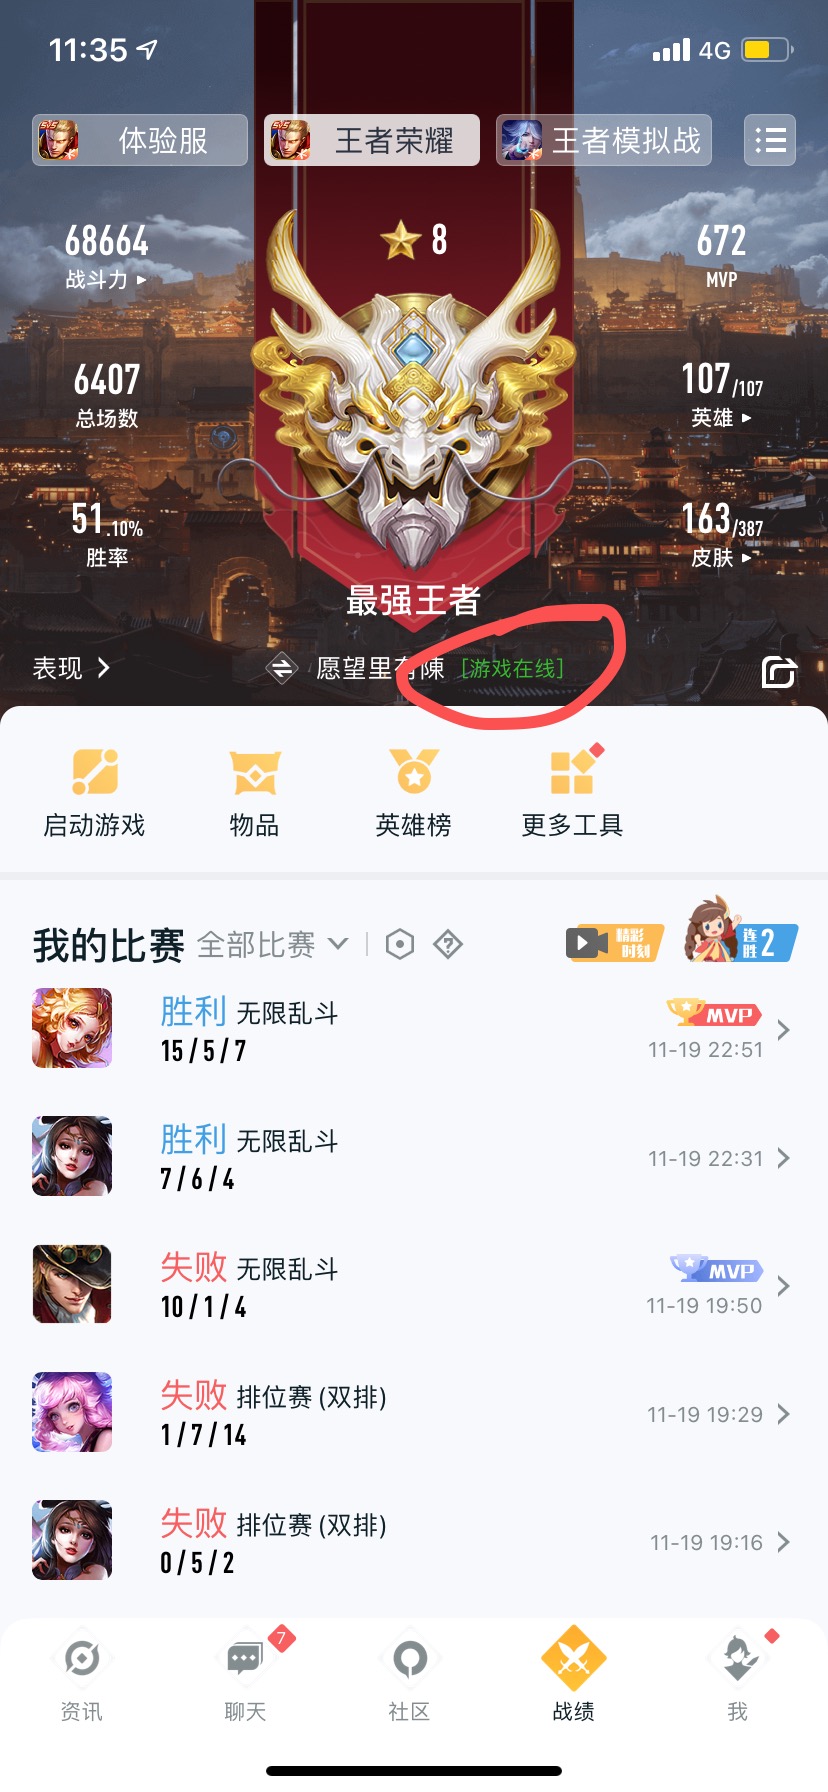 11:35
4G
体验服
王者荣耀
王者模拟战
68664
战斗力
8
672
MVP
6407
总场数
107/107
英雄
51.10%
胜率
163/387
皮肤
最强王者
表现
愿望里有陳
[游戏在线]
启动游戏
物品
英雄榜
更多工具
我的比赛
全部比赛
精彩
时刻
连胜2
胜利 无限乱斗
MVP
15/5/7
11-19 22:51
胜利 无限乱斗
7/6/4
11-19 22:31
失败 无限乱斗
MVP
10/1/4
11-19 19:50
失败 排位赛 (双排)
1/7/14
11-19 19:29
失败 排位赛 (双排)
0/5/2
11-19 19:16
7
资讯
聊天
社区
战绩
我